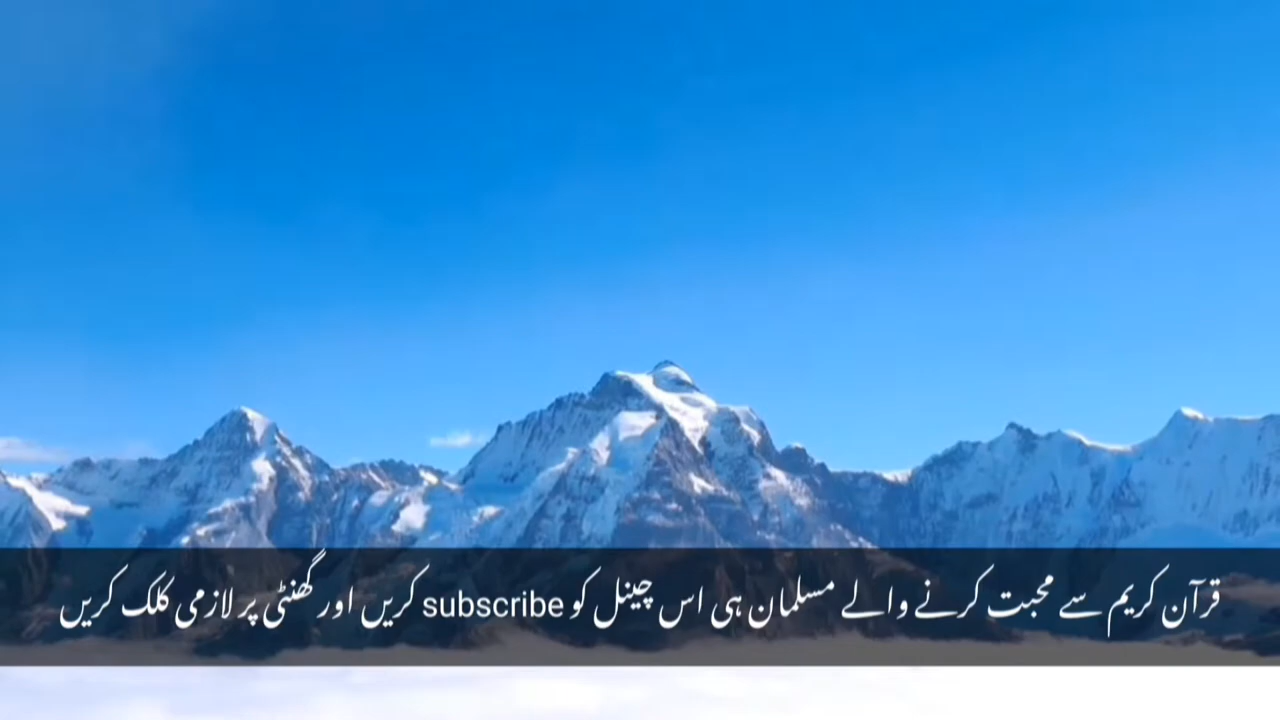 قرآن کریم سے محبت کرنے والے مسلمان ہی اس چینل کو subscribe کریں اور گھنٹی پر لازمی کلک کریں